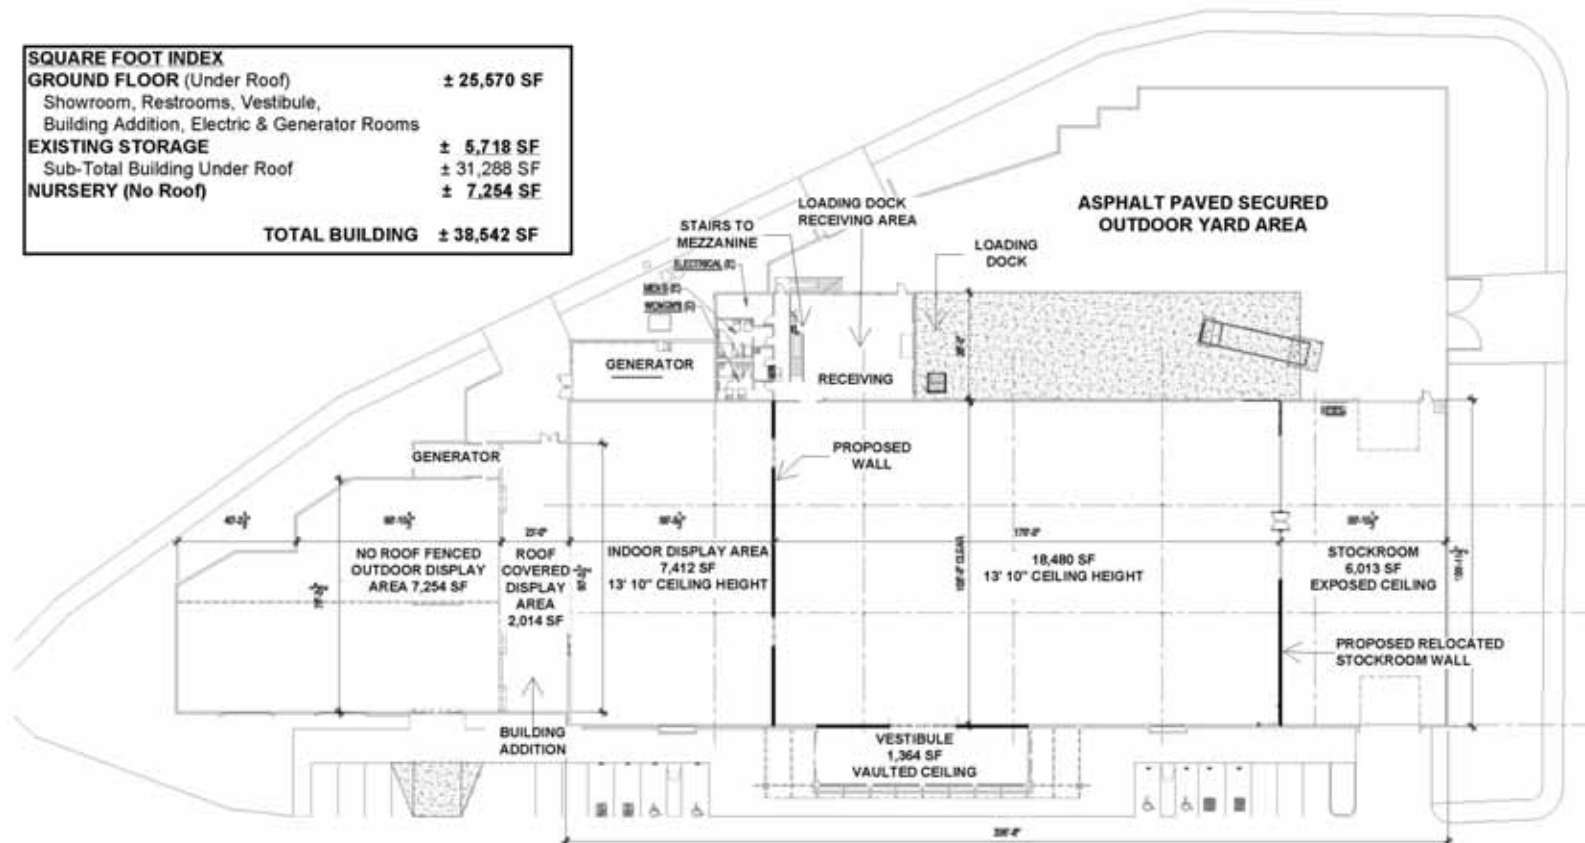 SQUARE FOOT INDEX
GROUND FLOOR (Under Roof) ± 25,570 SF
Showroom, Restrooms, Vestibule,
Building Addition, Electric & Generator Rooms
EXISTING STORAGE ± 5,718 SF
Sub-Total Building Under Roof ± 31,288 SF
NURSERY (No Roof) ± 7,254 SF
TOTAL BUILDING ± 38,542 SF
ASPHALT PAVED SECURED
OUTDOOR YARD AREA
LOADING DOCK
RECEIVING AREA
STAIRS TO
MEZZANINE
LOADING
DOCK
ELECTRICAL (E)
MEN'S (E)
WOMEN'S (E)
GENERATOR
RECEIVING
GENERATOR
PROPOSED
WALL
NO ROOF FENCED
OUTDOOR DISPLAY
AREA 7,254 SF
ROOF
COVERED
DISPLAY
AREA
2,014 SF
INDOOR DISPLAY AREA
7,412 SF
13' 10" CEILING HEIGHT
170'-0"
18,480 SF
13' 10" CEILING HEIGHT
STOCKROOM
6,013 SF
EXPOSED CEILING
PROPOSED RELOCATED
STOCKROOM WALL
BUILDING
ADDITION
VESTIBULE
1,364 SF
VAULTED CEILING